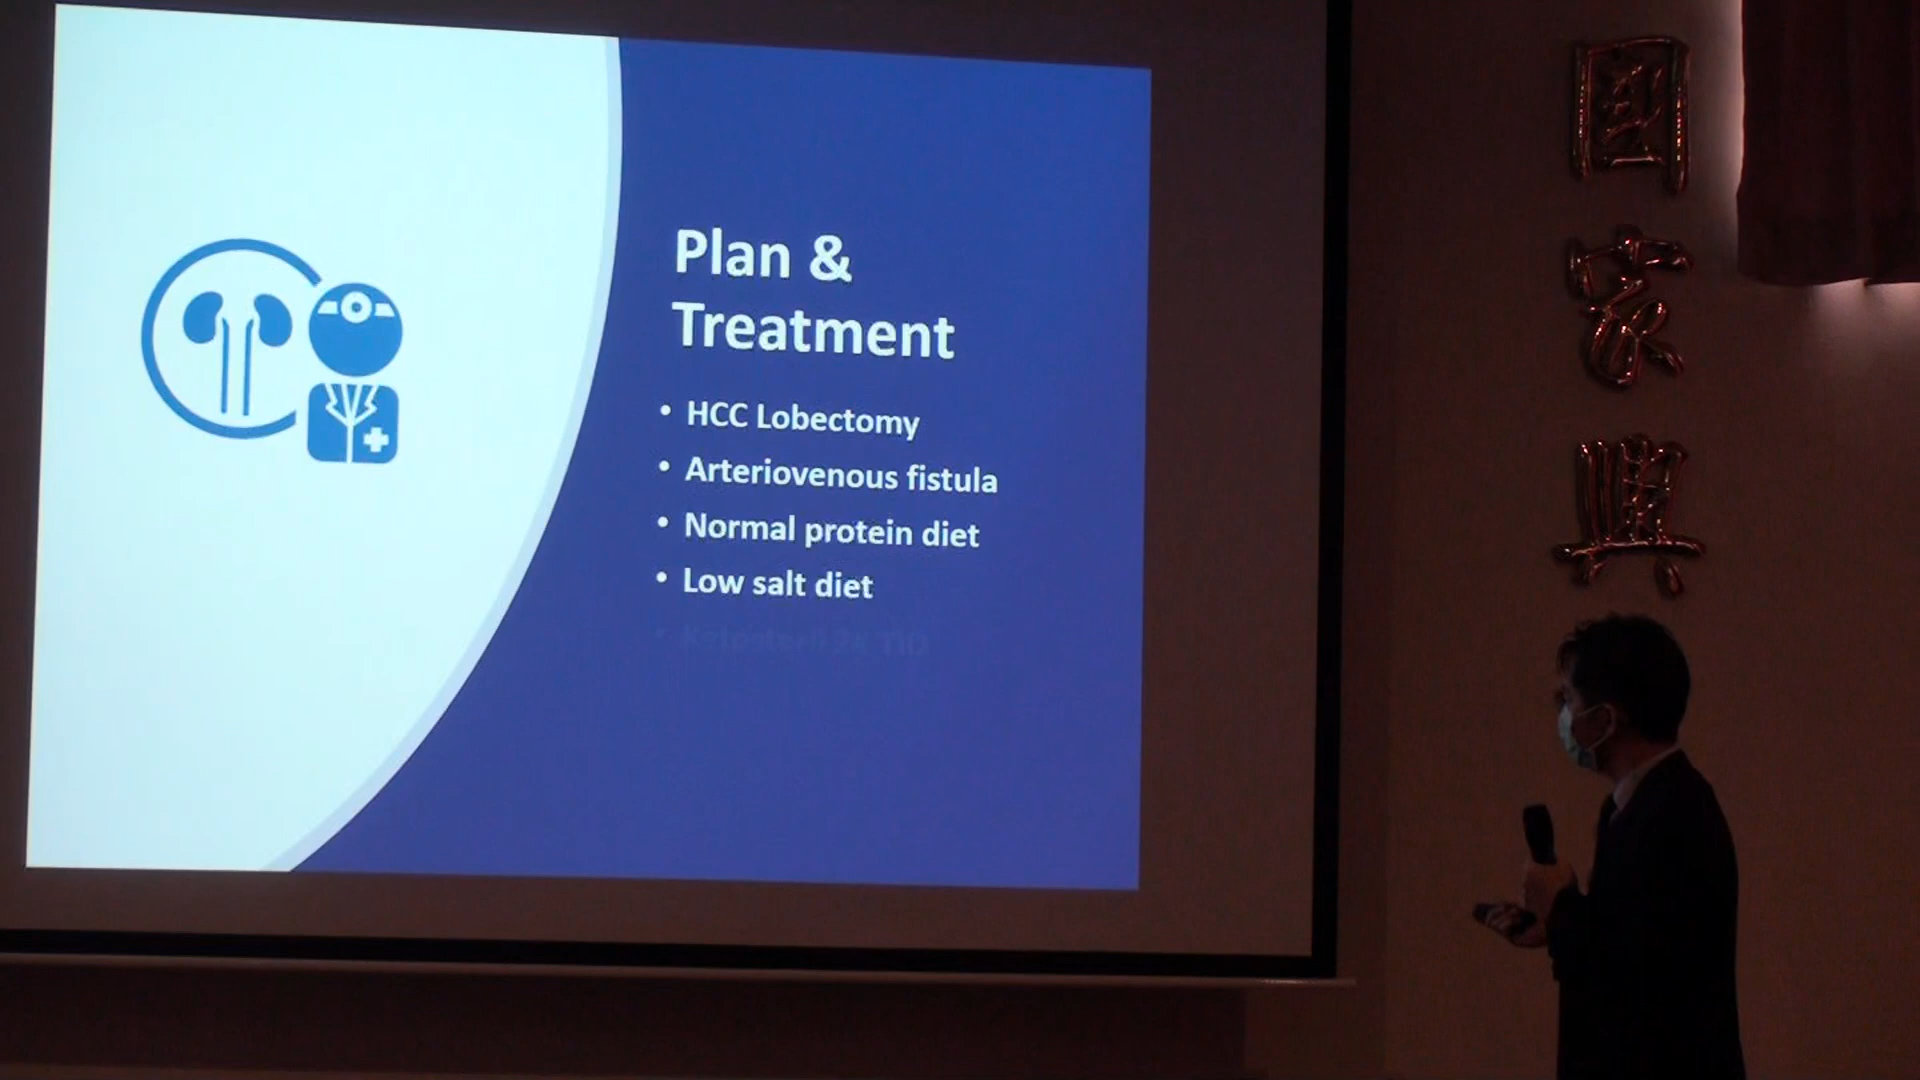 Plan &
Treatment
• HCC Lobectomy
• Arteriovenous fistula
• Normal protein diet
• Low salt diet
國
家
興